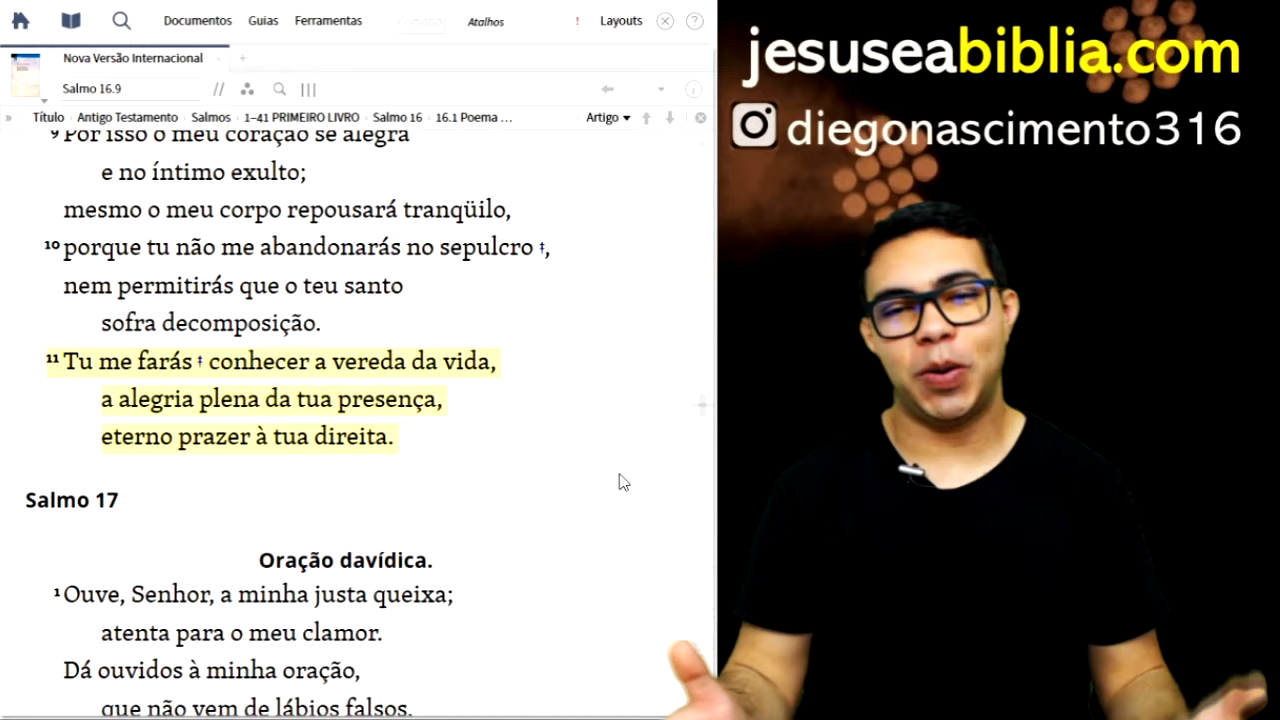 Documentos Guias Ferramentas Atalhos ! Layouts
Nova Versão Internacional
Salmo 16.9
» Título › Antigo Testamento › Salmos › 1–41 PRIMEIRO LIVRO › Salmo 16 › 16.1 Poema ... Artigo
9 Por isso o meu coração se alegra
e no íntimo exulto;
mesmo o meu corpo repousará tranqüilo,
10 porque tu não me abandonarás no sepulcro ‡,
nem permitirás que o teu santo
sofra decomposição.
11 Tu me farás ‡ conhecer a vereda da vida,
a alegria plena da tua presença,
eterno prazer à tua direita.
Salmo 17
Oração davídica.
1 Ouve, Senhor, a minha justa queixa;
atenta para o meu clamor.
Dá ouvidos à minha oração,
que não vem de lábios falsos.
jesuseabiblia.com
diegonascimento316